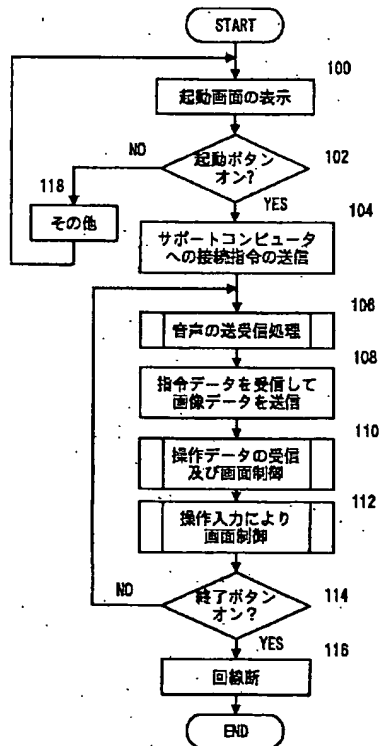 START
100
起動画面の表示
NO
起動ボタン
オン?
102
118
YES
104
その他
サポートコンピュータ
への接続指令の送信
106
音声の送受信処理
108
指令データを受信して
画像データを送信
110
操作データの受信
及び画面制御
112
操作入力により
画面制御
NO
終了ボタン
オン?
114
YES
116
回線断
END